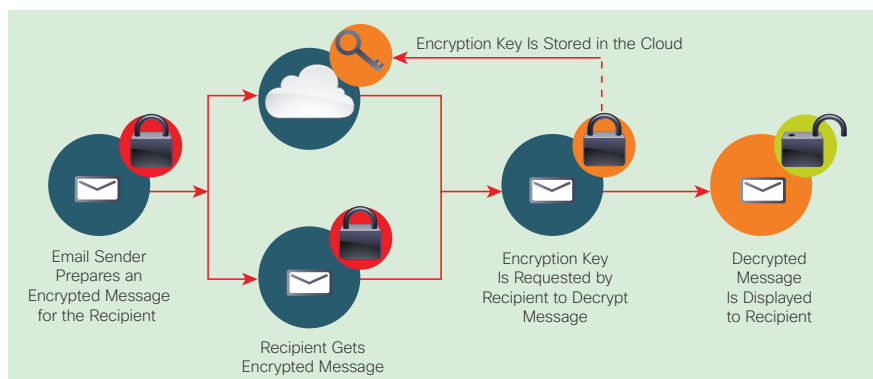 Encryption Key Is Stored in the Cloud
Email Sender
Prepares an
Encrypted Message
for the Recipient
Recipient Gets
Encrypted Message
Encryption Key
Is Requested by
Recipient to Decrypt
Message
Decrypted
Message
Is Displayed
to Recipient